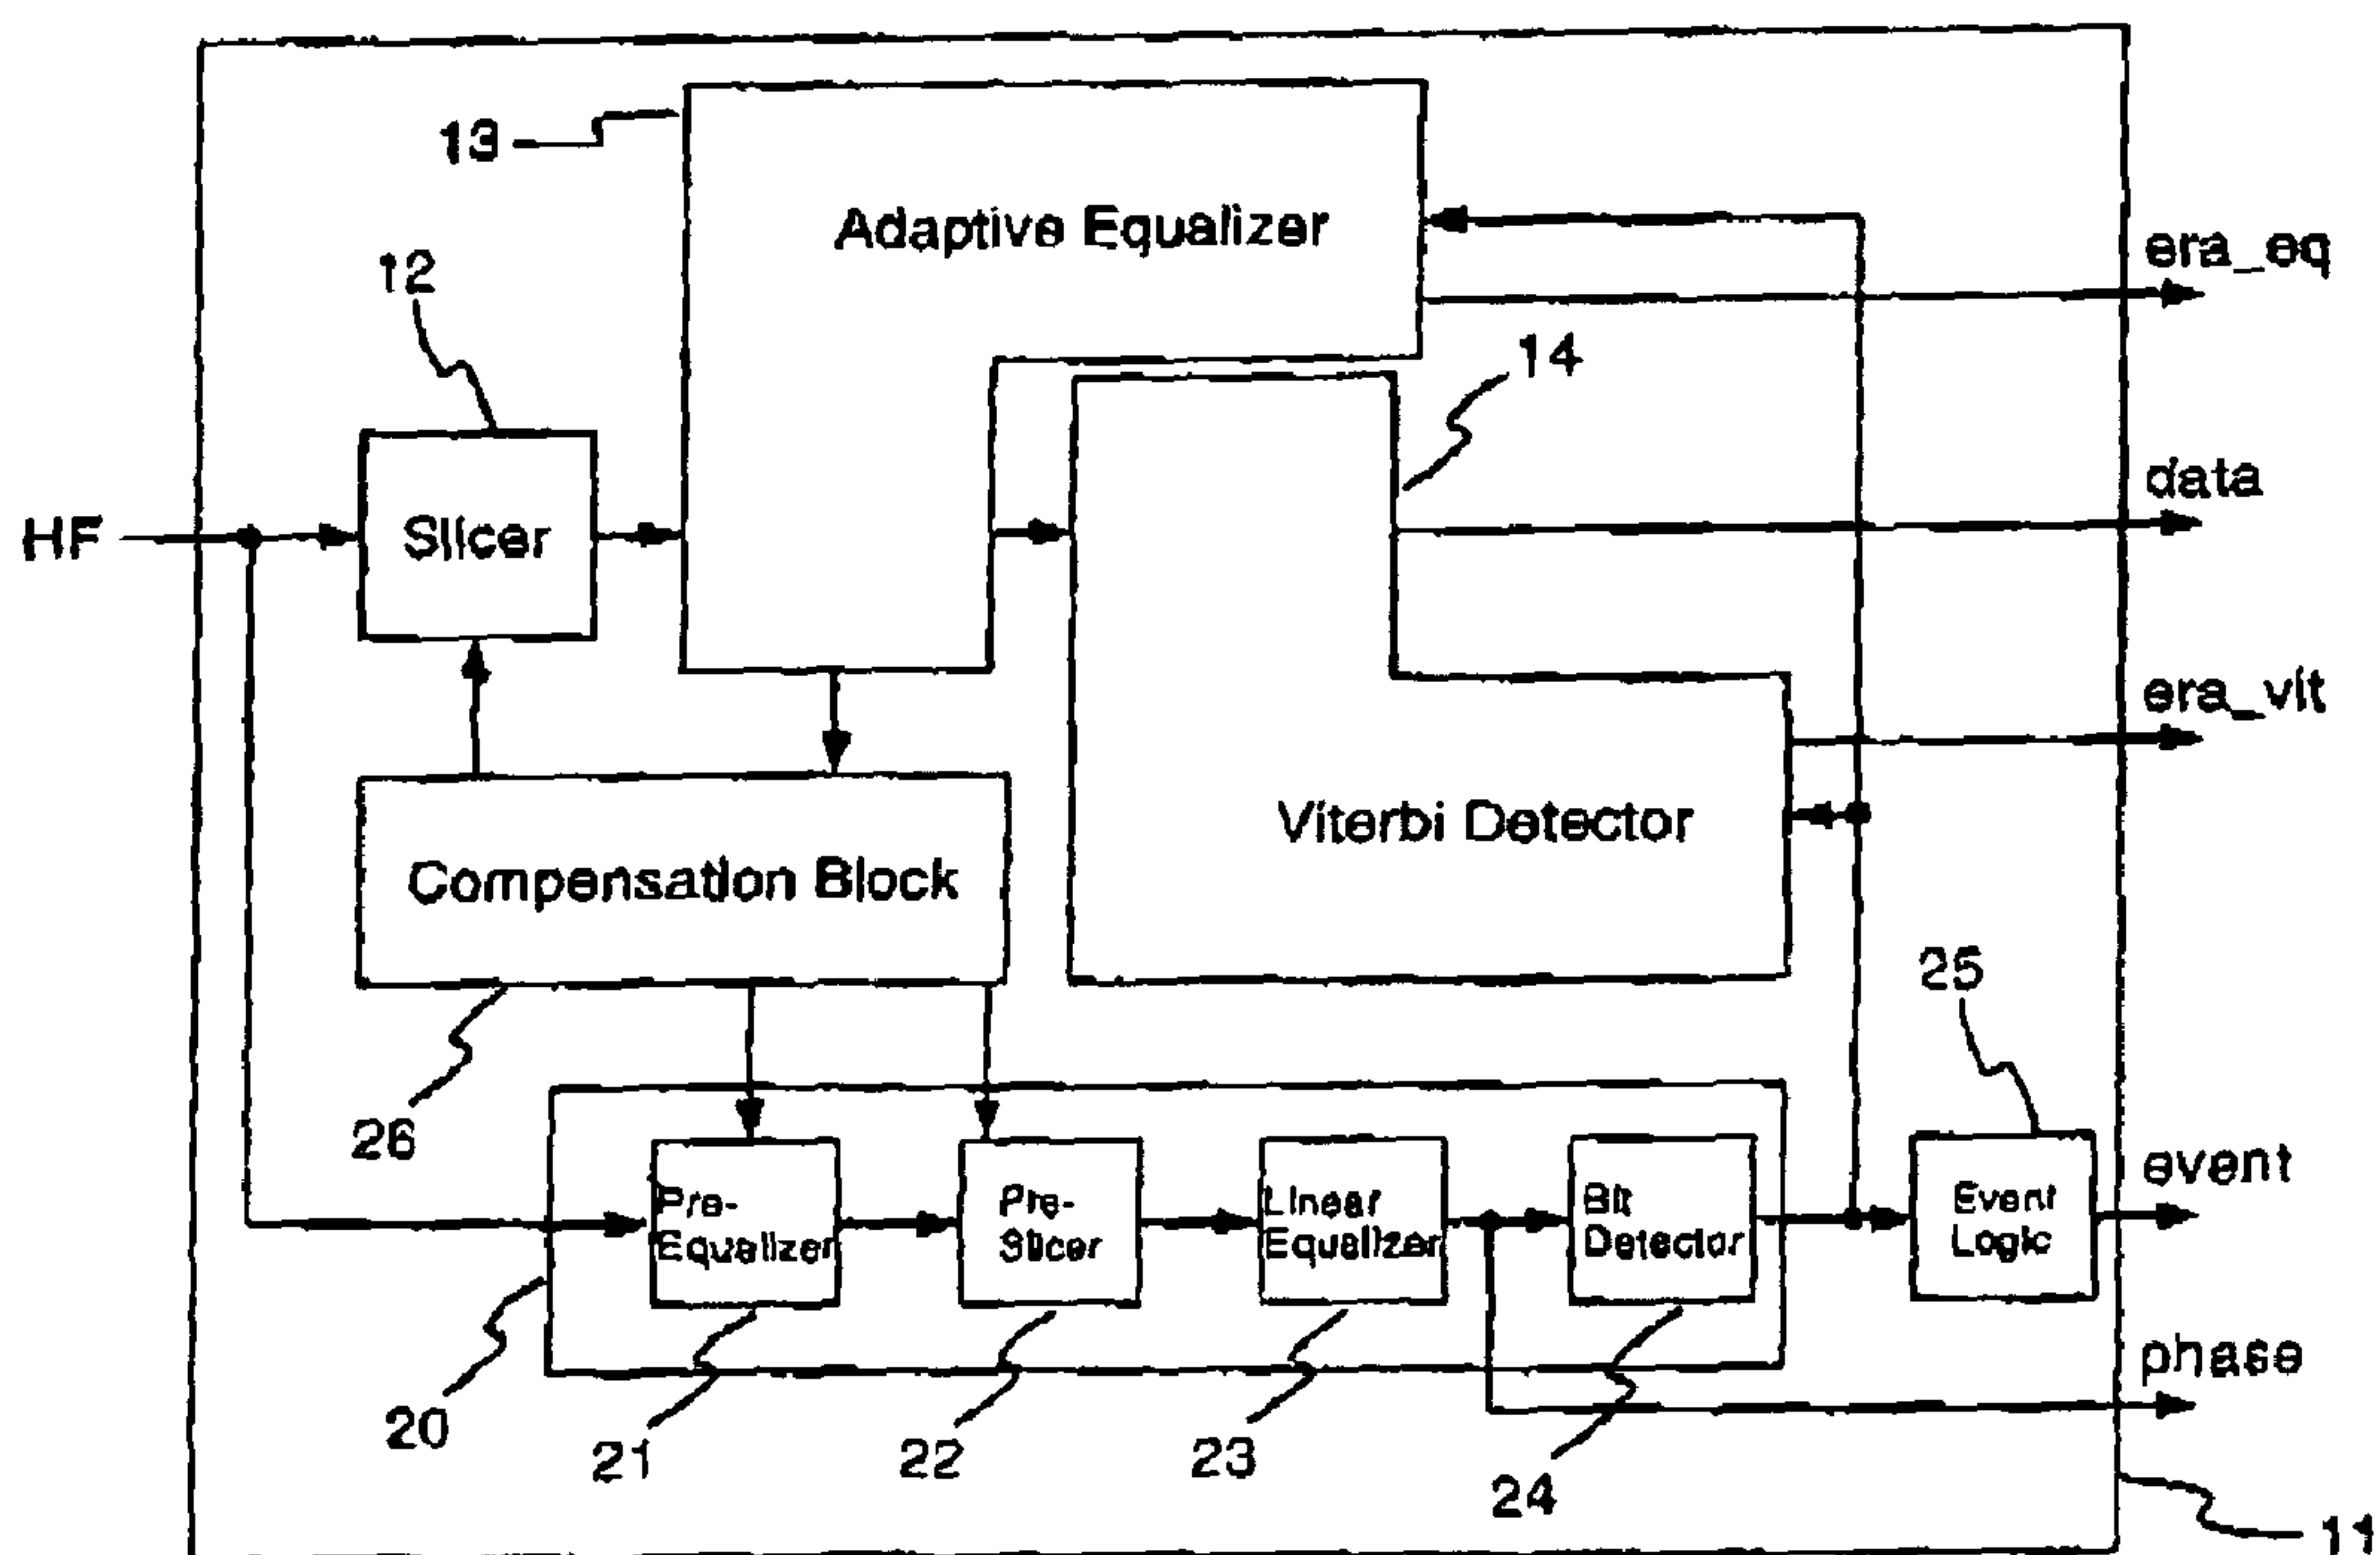 13
Adaptive Equalizer
12
era_eq
14
data
HF
Slicer
era_vit
Viterbi Detector
Compensation Block
25
26
event
Pre-
Equalizer
Pre-
Slicer
Linear
Equalizer
Bit
Detector
Event
Logic
phase
20
21
22
23
24
11